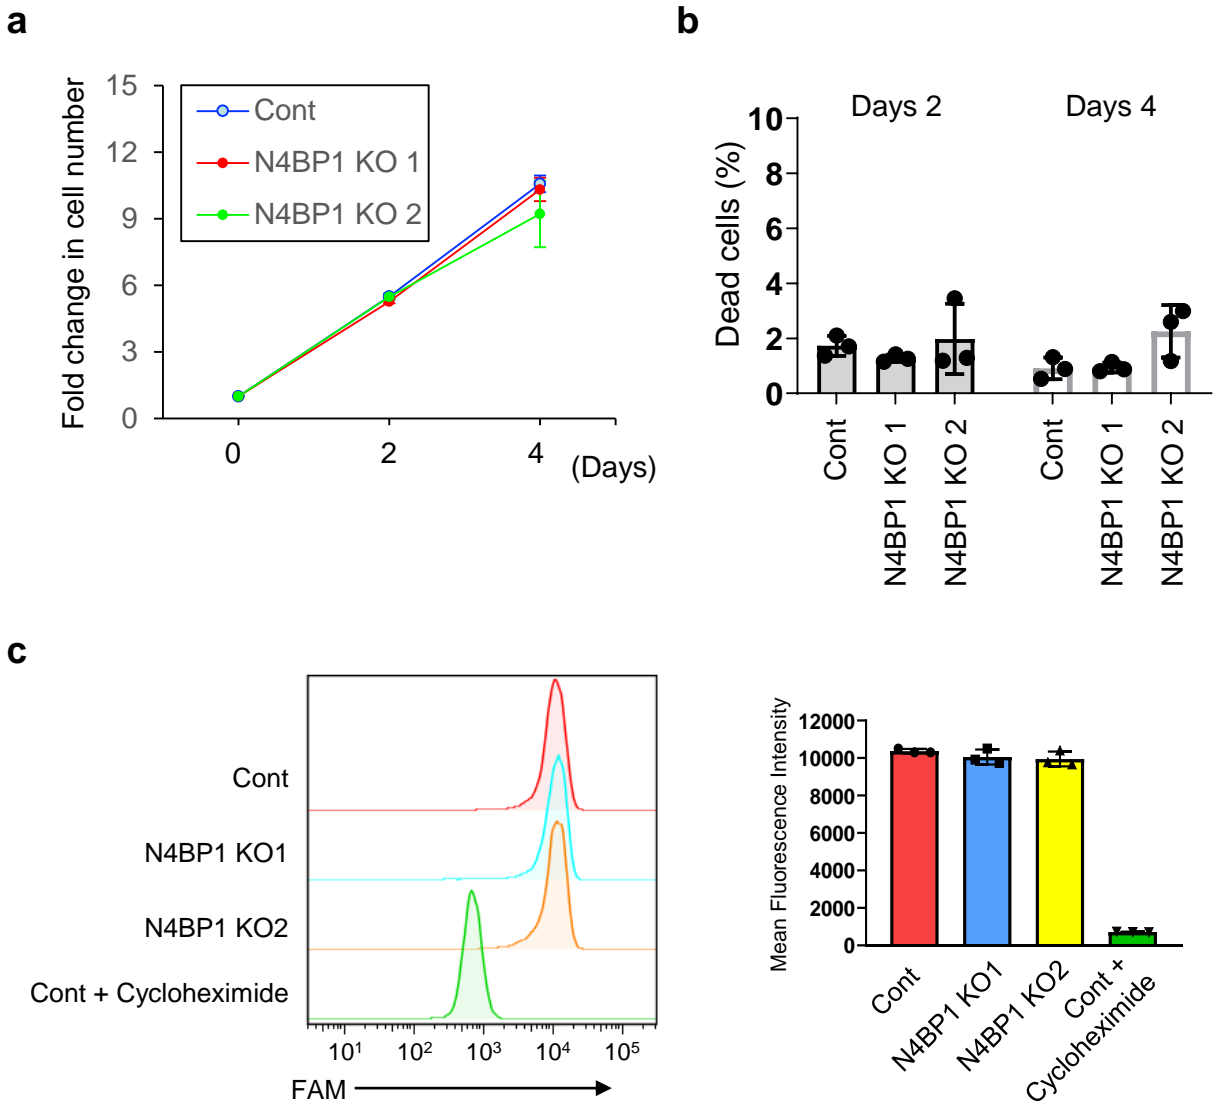 a
Fold change in cell number
15
12
9
6
3
0
Cont
N4BP1 KO 1
N4BP1 KO 2
0
2
4
(Days)
b
Dead cells (%)
Days 2
Days 4
10
8
6
4
2
0
Cont
N4BP1 KO 1
N4BP1 KO 2
Cont
N4BP1 KO 1
N4BP1 KO 2
c
Cont
N4BP1 KO1
N4BP1 KO2
Cont + Cycloheximide
10¹
10²
10³
10⁴
10⁵
FAM
Mean Fluorescence Intensity
12000
10000
8000
6000
4000
2000
0
Cont
N4BP1 KO1
N4BP1 KO2
Cont +
Cycloheximide